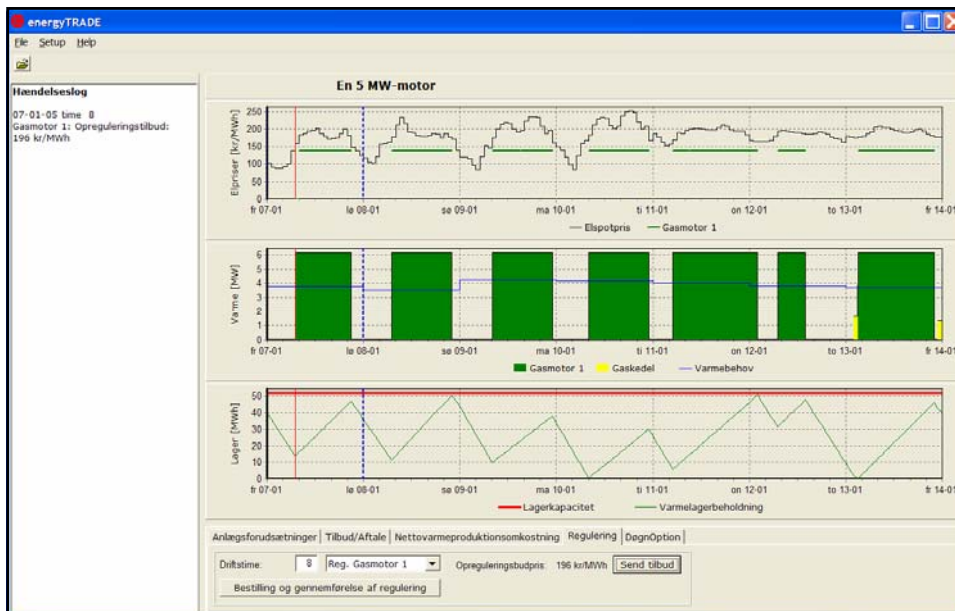 energyTRADE
File Setup Help
Hændelseslog
07-01-05 time 8
Gasmotor 1: Opreguleringstilbud:
196 kr/MWh
En 5 MW-motor
Elpriser [kr/MWh]
250
200
150
100
50
0
fr 07-01 lø 08-01 sø 09-01 ma 10-01 ti 11-01 on 12-01 to 13-01 fr 14-01
Elspotpris Gasmotor 1
Varme [MW]
6
5
4
3
2
1
0
fr 07-01 lø 08-01 sø 09-01 ma 10-01 ti 11-01 on 12-01 to 13-01 fr 14-01
Gasmotor 1 Gaskedel Varmebehov
Lager [MWh]
50
40
30
20
10
0
fr 07-01 lø 08-01 sø 09-01 ma 10-01 ti 11-01 on 12-01 to 13-01 fr 14-01
Lagerkapacitet Varmelagerbeholdning
Anlægsforudsætninger Tilbud/Aftale Nettovarmeproduktionsomkostning Regulering DøgnOption
Driftstime: 8 Reg. Gasmotor 1 Opreguleringsbudpris: 196 kr/MWh Send tilbud
Bestilling og gennemførelse af regulering